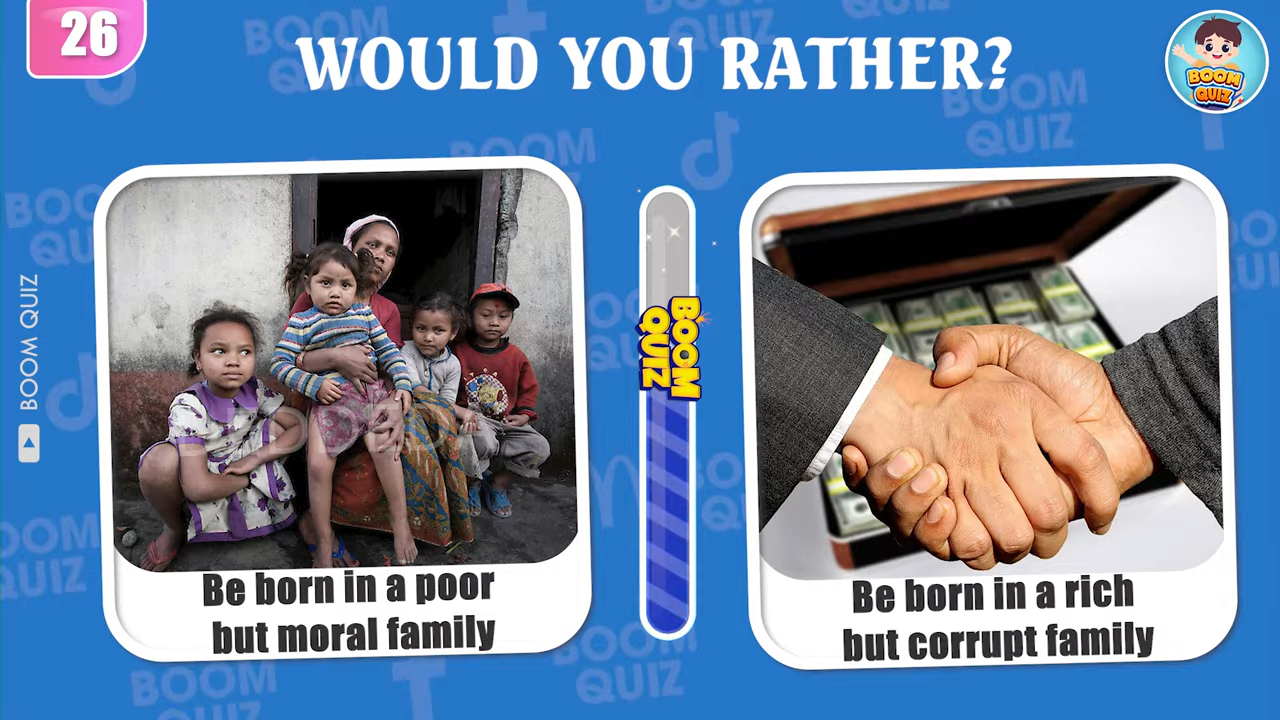 26
WOULD YOU RATHER?
BOOM
QUIZ
BOOM QUIZ
BOOM
QUIZ
Be born in a poor
but moral family
Be born in a rich
but corrupt family